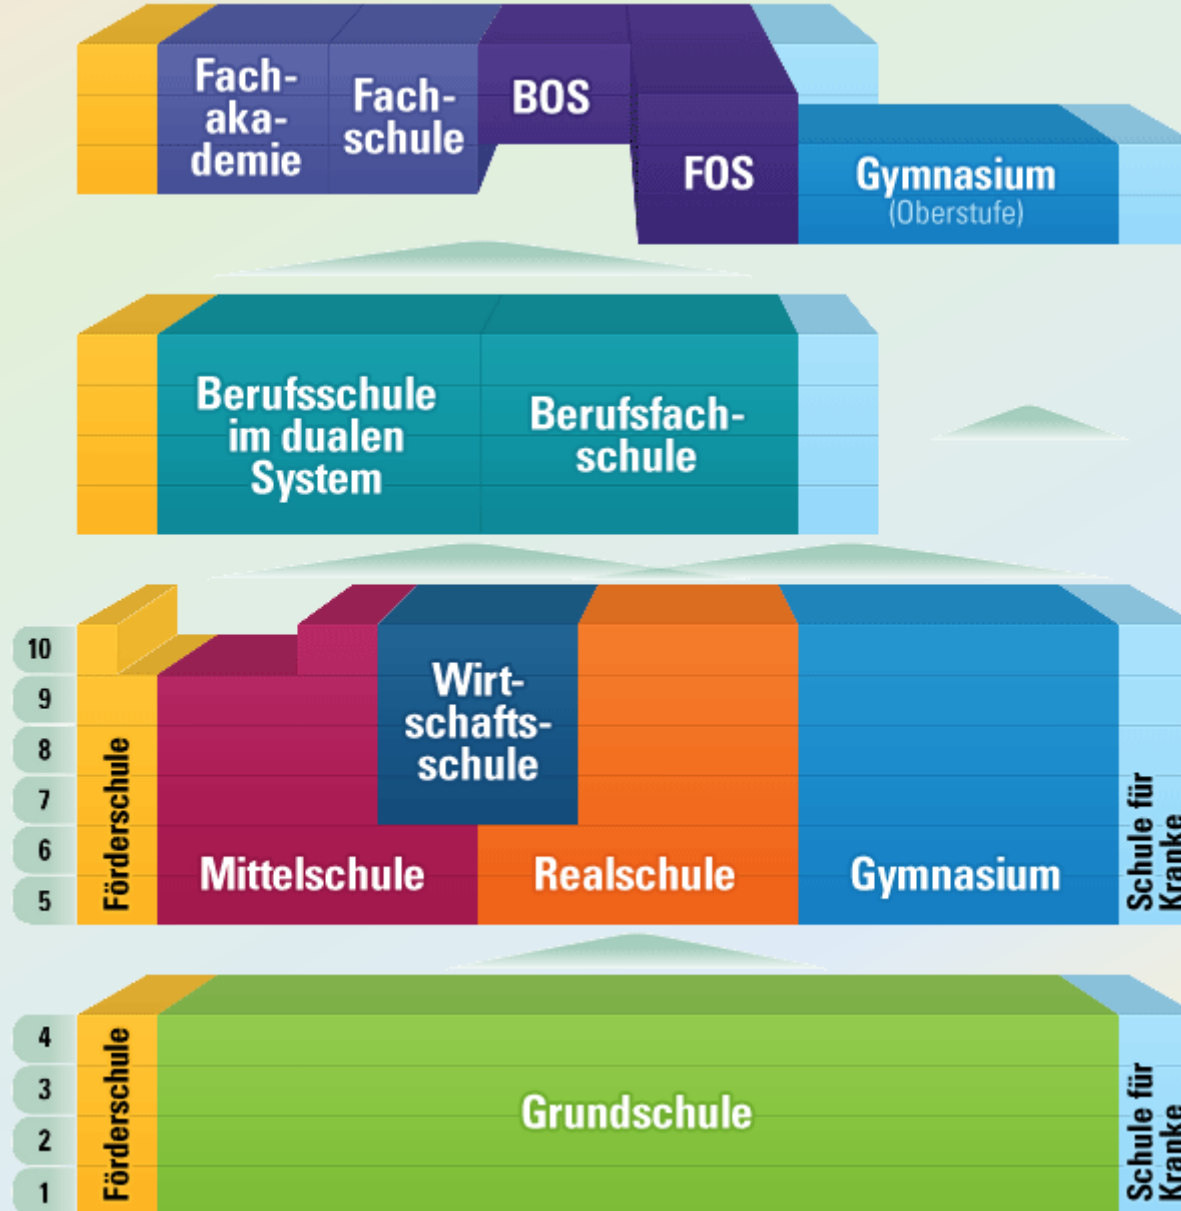 Fach-
aka-
demie
Fach-
schule
BOS
FOS
Gymnasium
(Oberstufe)
Berufsschule
im dualen
System
Berufsfach-
schule
10
9
8
7
6
5
Förderschule
Mittelschule
Wirt-
schafts-
schule
Realschule
Gymnasium
Schule für
Kranke
4
3
2
1
Förderschule
Grundschule
Schule für
Kranke